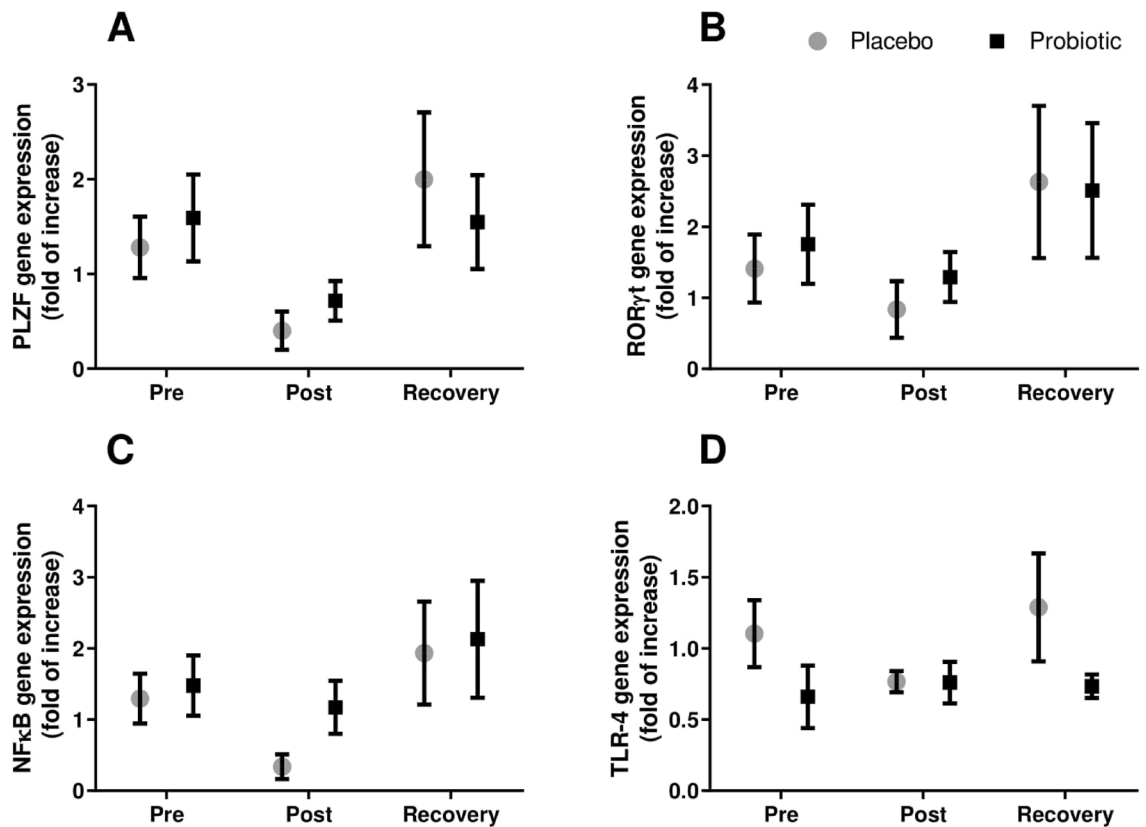 A
PLZF gene expression
(fold of increase)
3
2
1
0
Pre Post Recovery
B
Placebo Probiotic
RORγt gene expression
(fold of increase)
4
3
2
1
0
Pre Post Recovery
C
NFκB gene expression
(fold of increase)
4
3
2
1
0
Pre Post Recovery
D
TLR-4 gene expression
(fold of increase)
2.0
1.5
1.0
0.5
0.0
Pre Post Recovery